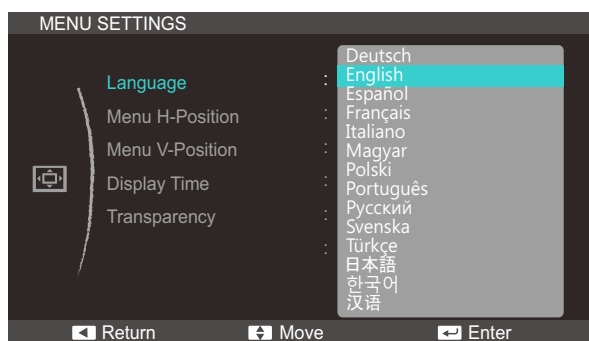 MENU SETTINGS
Language :
Menu H-Position :
Menu V-Position :
Display Time :
Transparency :
:
Deutsch
English
Español
Français
Italiano
Magyar
Polski
Português
Русский
Svenska
Türkçe
日本語
한국어
汉语
Return Move Enter